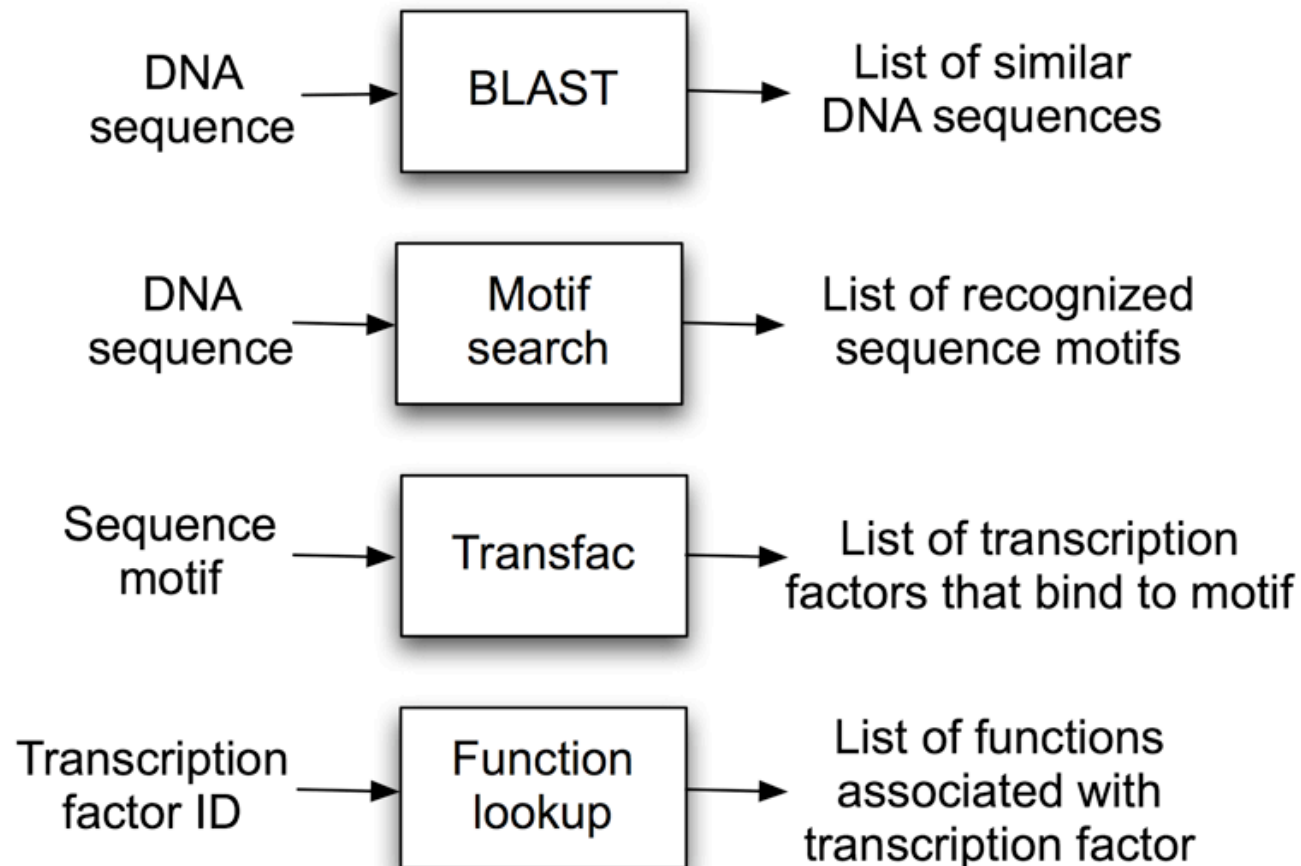 DNA
sequence
BLAST
List of similar
DNA sequences
DNA
sequence
Motif
search
List of recognized
sequence motifs
Sequence
motif
Transfac
List of transcription
factors that bind to motif
Transcription
factor ID
Function
lookup
List of functions
associated with
transcription factor